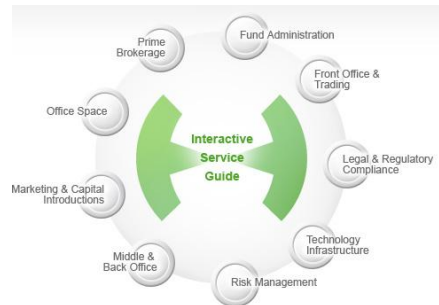 Fund Administration
Prime
Brokerage
Front Office &
Trading
Office Space
Interactive
Service
Guide
Legal & Regulatory
Compliance
Marketing & Capital
Introductions
Technology
Infrastructure
Middle &
Back Office
Risk Management